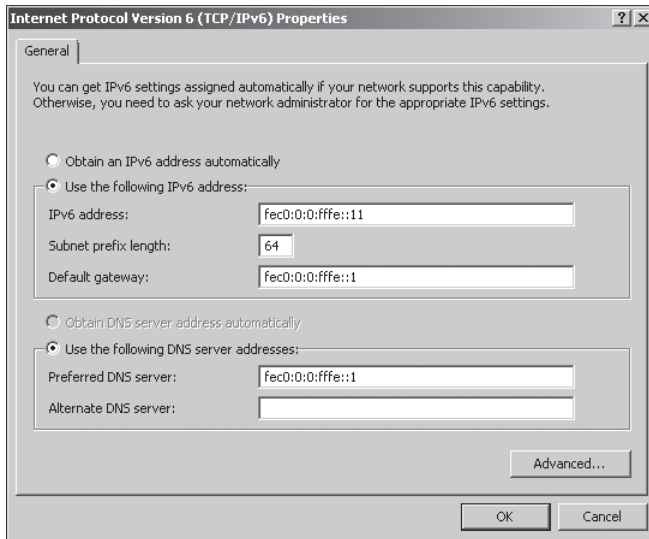 Internet Protocol Version 6 (TCP/IPv6) Properties
General
You can get IPv6 settings assigned automatically if your network supports this capability.
Otherwise, you need to ask your network administrator for the appropriate IPv6 settings.
Obtain an IPv6 address automatically
Use the following IPv6 address:
IPv6 address: fec0:0:0:fffe::11
Subnet prefix length: 64
Default gateway: fec0:0:0:fffe::1
Obtain DNS server address automatically
Use the following DNS server addresses:
Preferred DNS server: fec0:0:0:fffe::1
Alternate DNS server:
Advanced...
OK Cancel